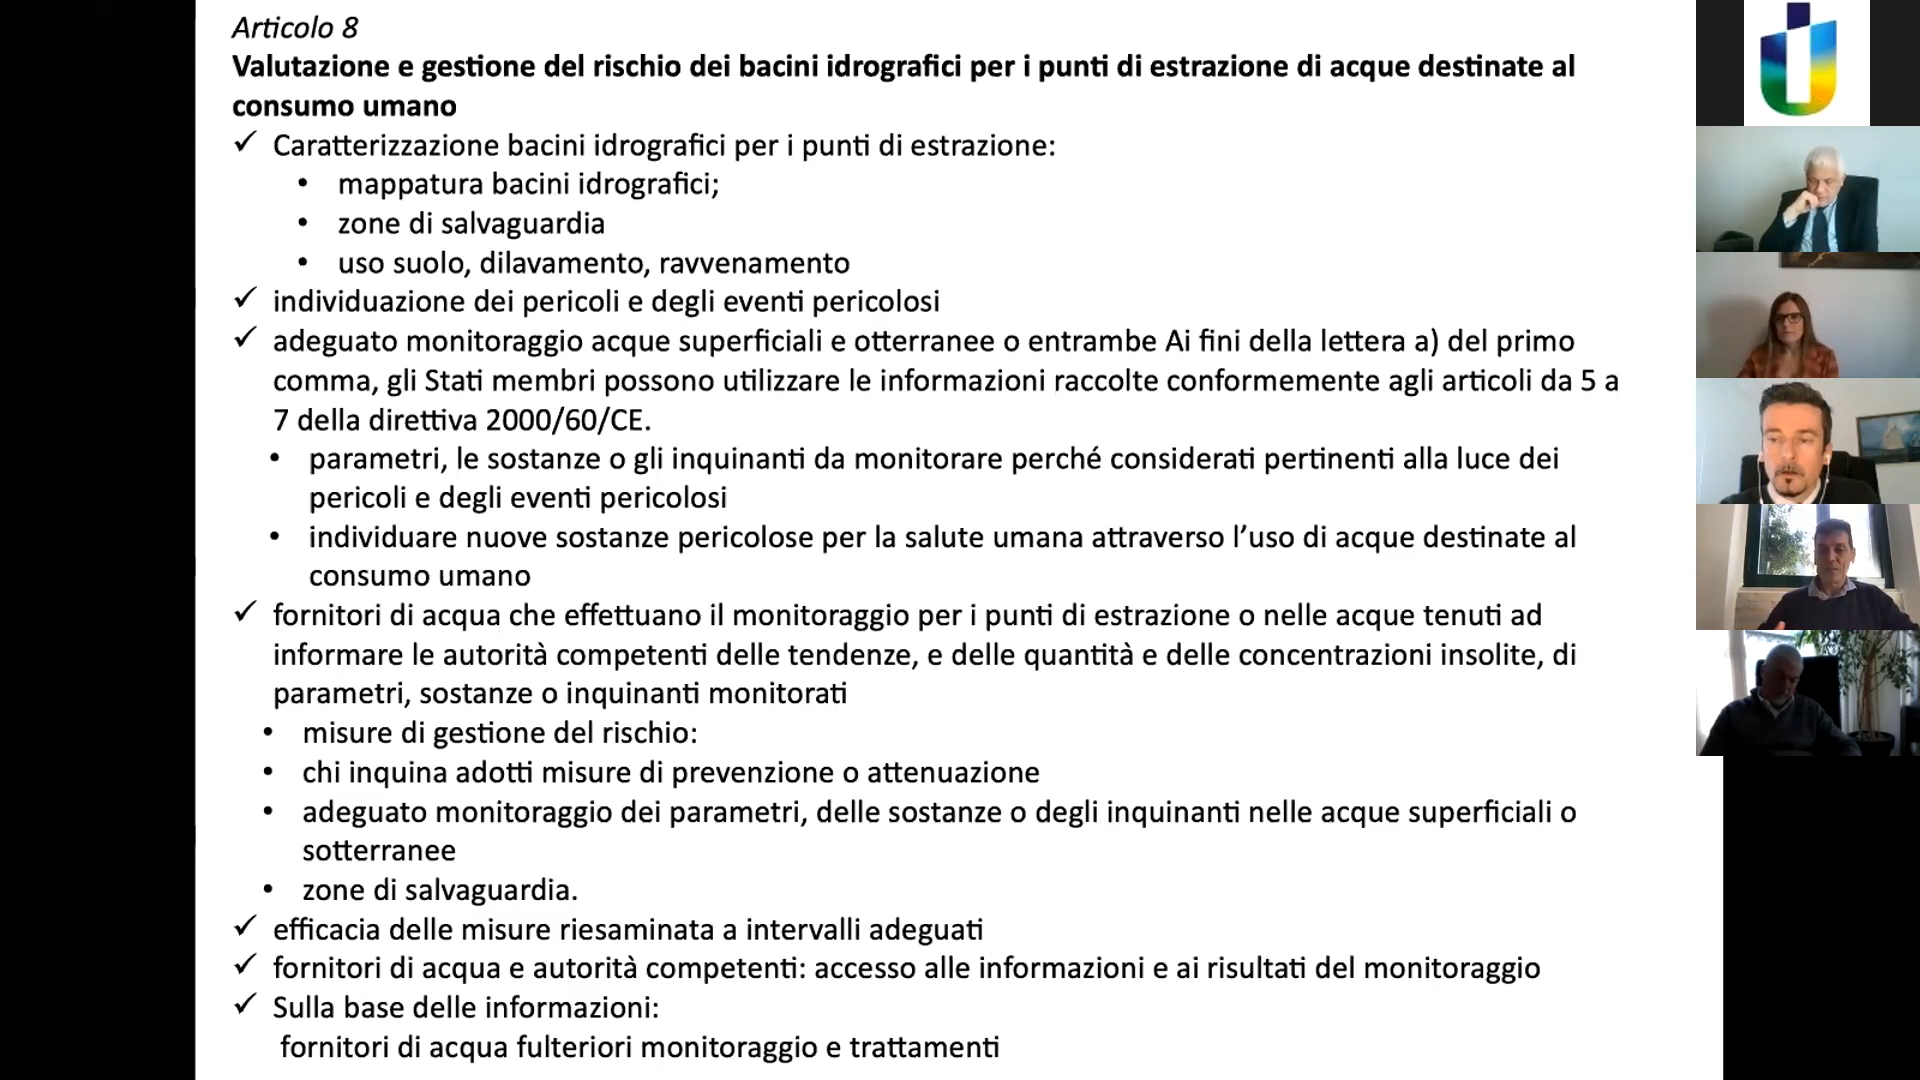 Articolo 8
Valutazione e gestione del rischio dei bacini idrografici per i punti di estrazione di acque destinate al
consumo umano
✓ Caratterizzazione bacini idrografici per i punti di estrazione:
• mappatura bacini idrografici;
• zone di salvaguardia
• uso suolo, dilavamento, ravvenamento
✓ individuazione dei pericoli e degli eventi pericolosi
✓ adeguato monitoraggio acque superficiali e otterranee o entrambe Ai fini della lettera a) del primo
comma, gli Stati membri possono utilizzare le informazioni raccolte conformemente agli articoli da 5 a
7 della direttiva 2000/60/CE.
• parametri, le sostanze o gli inquinanti da monitorare perché considerati pertinenti alla luce dei
pericoli e degli eventi pericolosi
• individuare nuove sostanze pericolose per la salute umana attraverso l’uso di acque destinate al
consumo umano
✓ fornitori di acqua che effettuano il monitoraggio per i punti di estrazione o nelle acque tenuti ad
informare le autorità competenti delle tendenze, e delle quantità e delle concentrazioni insolite, di
parametri, sostanze o inquinanti monitorati
• misure di gestione del rischio:
• chi inquina adotti misure di prevenzione o attenuazione
• adeguato monitoraggio dei parametri, delle sostanze o degli inquinanti nelle acque superficiali o
sotterranee
• zone di salvaguardia.
✓ efficacia delle misure riesaminata a intervalli adeguati
✓ fornitori di acqua e autorità competenti: accesso alle informazioni e ai risultati del monitoraggio
✓ Sulla base delle informazioni:
fornitori di acqua fulteriori monitoraggio e trattamenti